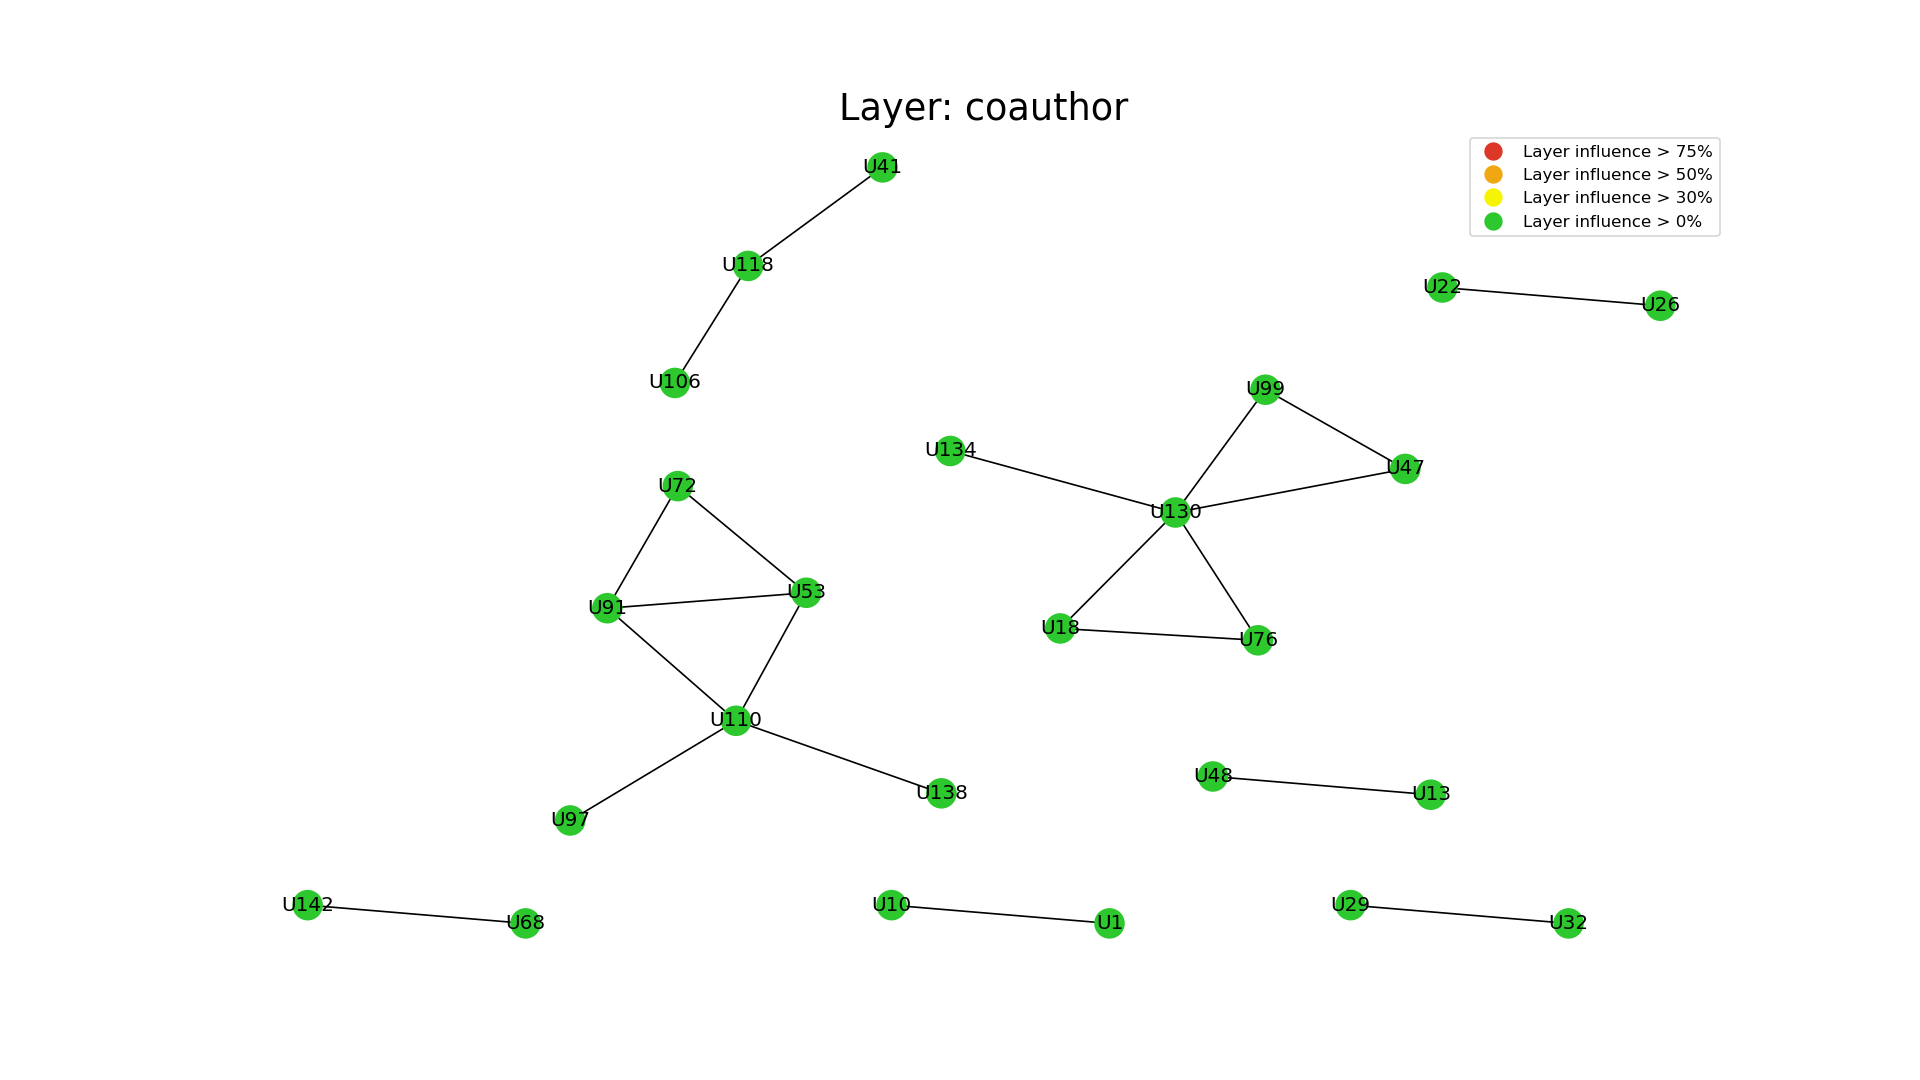 Layer: coauthor
Layer influence > 75%
Layer influence > 50%
Layer influence > 30%
Layer influence > 0%
U41
U118
U22
U26
U106
U99
U134
U47
U72
U130
U53
U91
U18
U76
U110
U48
U138
U13
U97
U142
U68
U10
U1
U29
U32